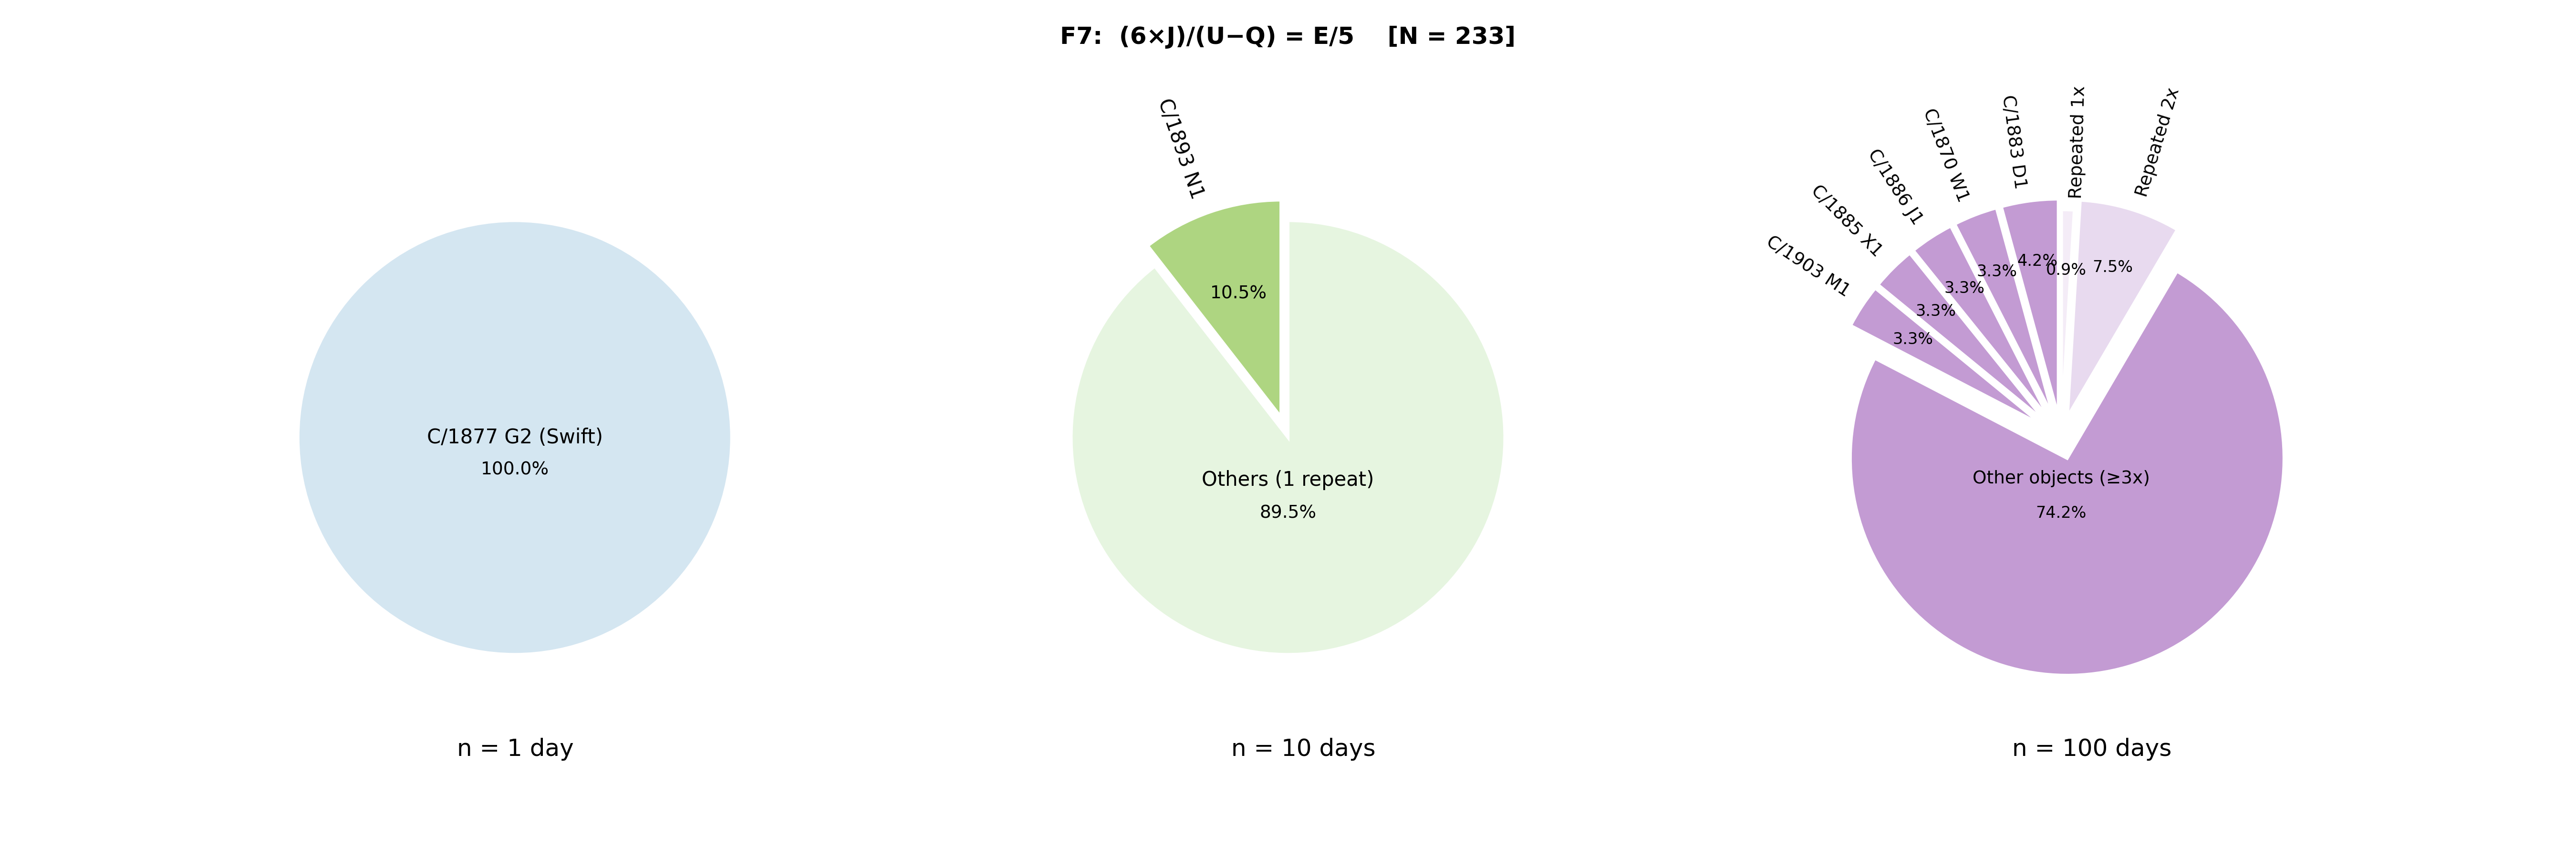 F7:  (6×J)/(U−Q) = E/5    [N = 233]
C/1877 G2 (Swift)
100.0%
n = 1 day
C/1893 N1
10.5%
Others (1 repeat)
89.5%
n = 10 days
C/1903 M1
3.3%
C/1885 X1
3.3%
C/1886 J1
3.3%
C/1870 W1
3.3%
C/1883 D1
4.2%
Repeated 1x
0.9%
Repeated 2x
7.5%
Other objects (≥3x)
74.2%
n = 100 days